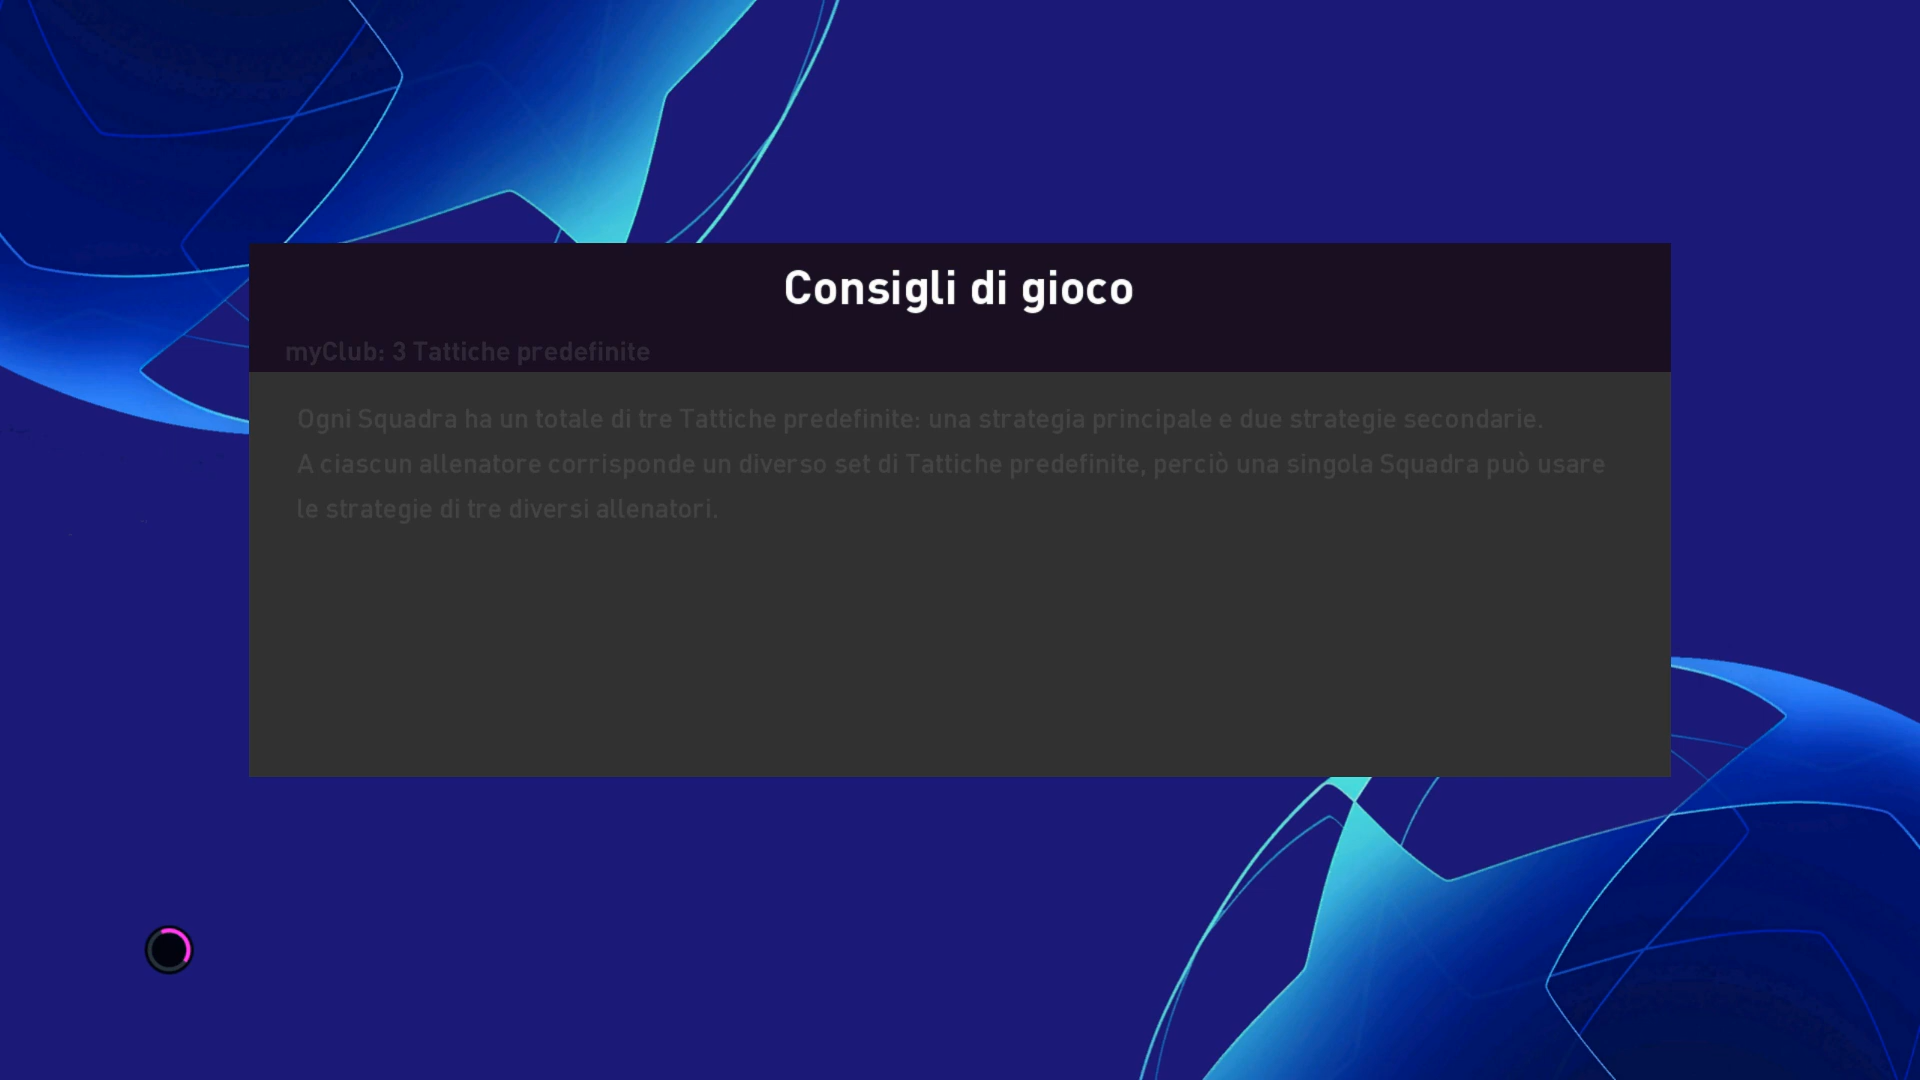 Consigli di gioco
myClub: 3 Tattiche predefinite
Ogni Squadra ha un totale di tre Tattiche predefinite: una strategia principale e due strategie secondarie.
A ciascun allenatore corrisponde un diverso set di Tattiche predefinite, perciò una singola Squadra può usare
le strategie di tre diversi allenatori.